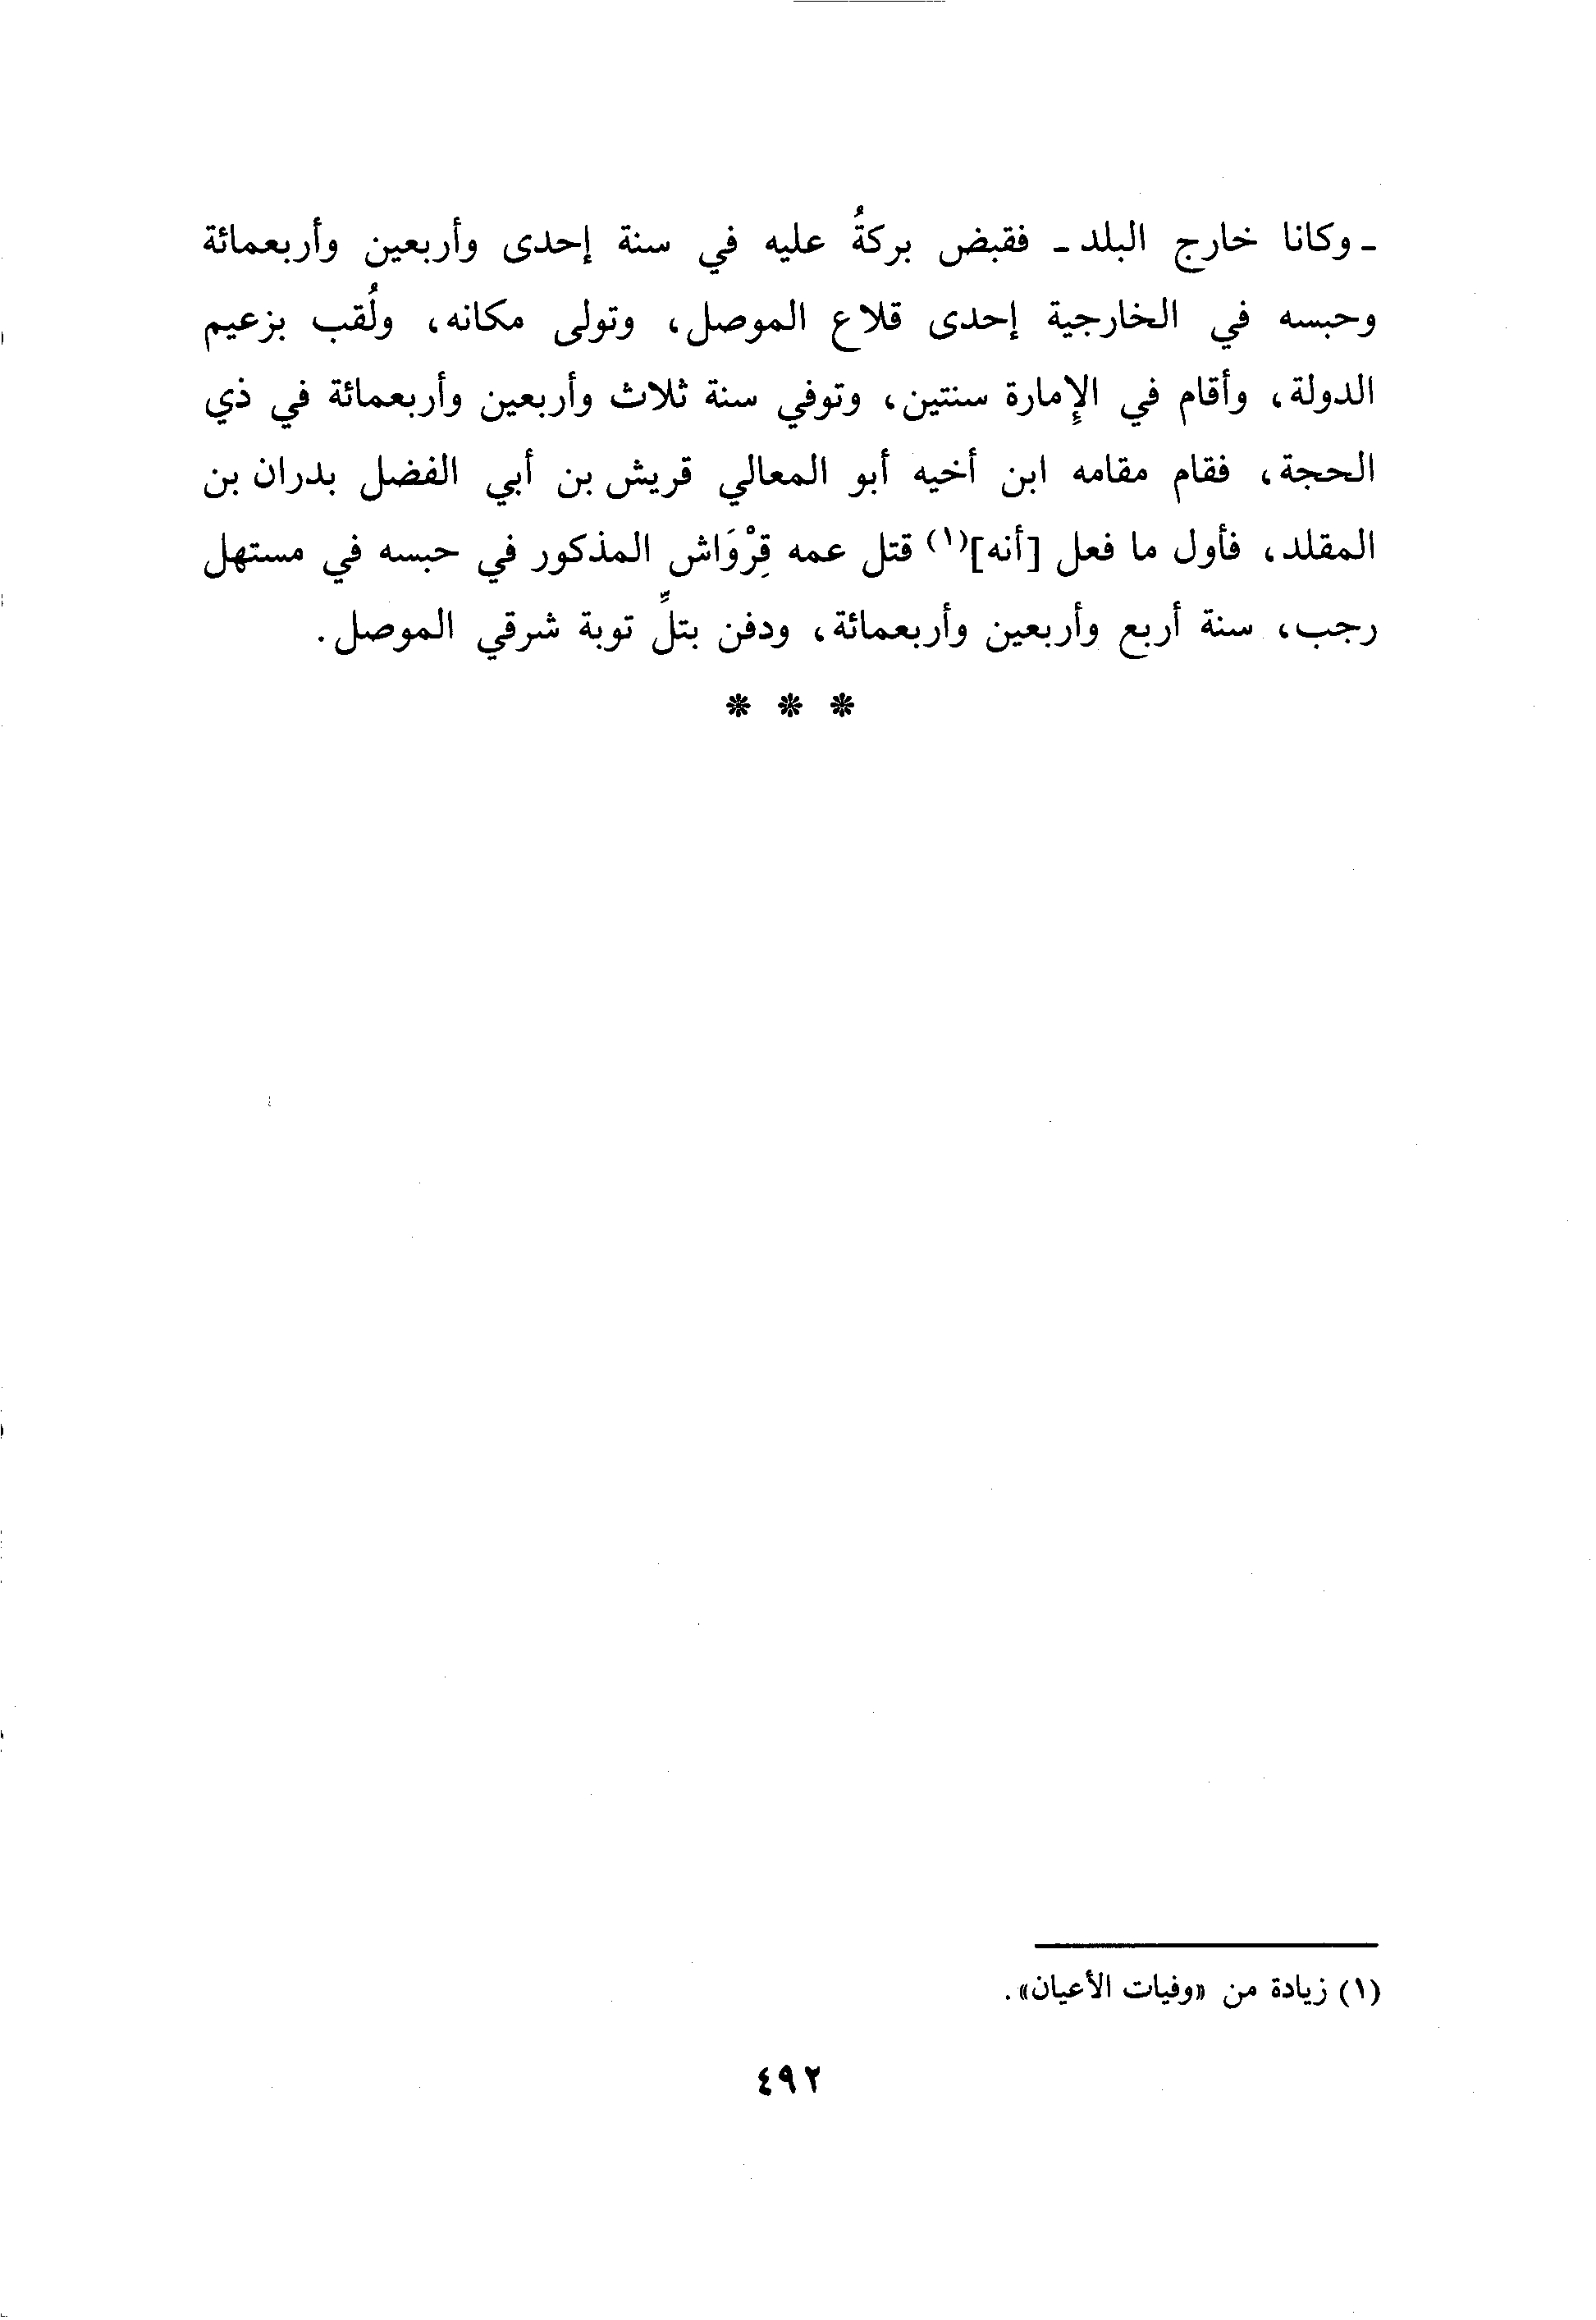 - وكانا خارج البلد - فقبض بركةُ عليه في سنة إحدى وأربعين وأربعمائة
وحبسه في الخارجية إحدى قلاع الموصل، وتولى مكانه، ولُقب بزعيم
الدولة، وأقام في الإمارة سنتين، وتوفي سنة ثلاث وأربعين وأربعمائة في ذي
الحجة، فقام مقامه ابن أخيه أبو المعالي قريش بن أبي الفضل بدران بن
المقلد، فأول ما فعل [أنه](١) قتل عمه قِرْوَاش المذكور في حبسه في مستهل
رجب، سنة أربع وأربعين وأربعمائة، ودفن بتلِّ توبة شرقي الموصل.
* * *
(١) زيادة من «وفيات الأعيان».
٤٩٢